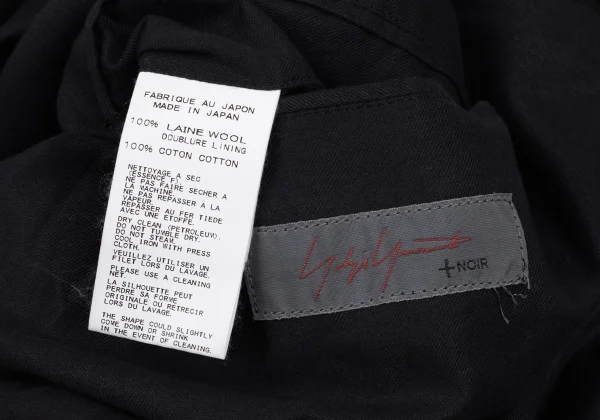 FABRIQUE AU JAPON
MADE IN JAPAN
100% LAINE WOOL
DOUBLURE LINING
100% COTON COTTON
NETTOYAGE A SEC
(ESSENCE F).
NE PAS FAIRE SECHER A
LA MACHINE.
NE PAS REPASSER A LA
VAPEUR.
REPASSER AU FER TIEDE
AVEC UNE ETOFFE.
DRY CLEAN (PETROLEUM).
DO NOT TUMBLE DRY.
DO NOT STEAM.
COOL IRON WITH PRESS
CLOTH.
VEUILLEZ UTILISER UN
FILET LORS DU LAVAGE.
PLEASE USE A CLEANING
NET.
LA SILHOUETTE PEUT
PERDRE SA FORME
ORIGINALE OU RETRECIR
LORS DU LAVAGE.
THE SHAPE COULD SLIGHTLY
COME DOWN OR SHRINK
IN THE EVENT OF CLEANING.
Yohji Yamamoto
+NOIR